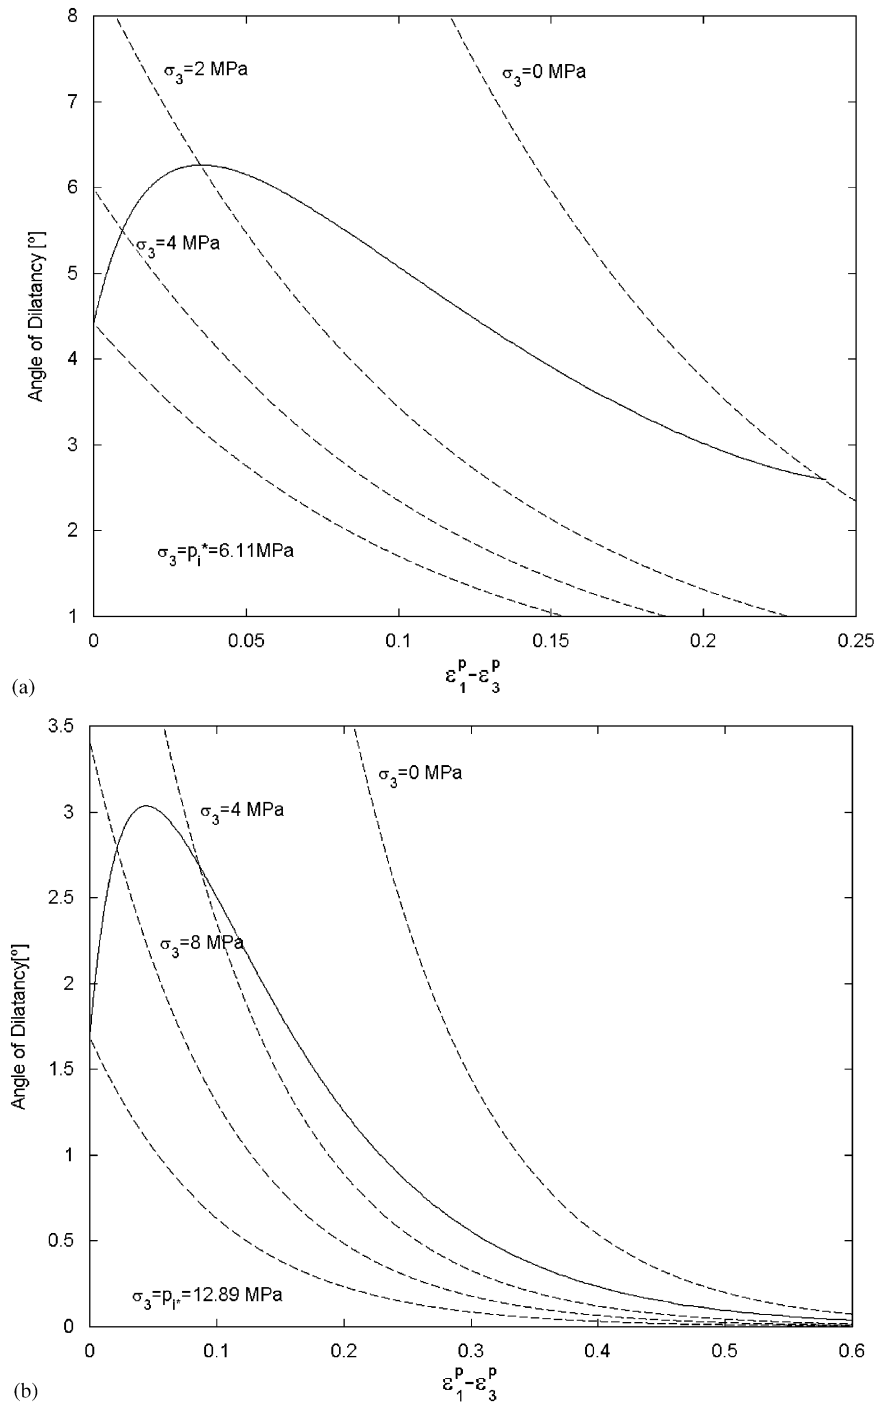 8
σ3=2 MPa
σ3=0 MPa
7
6
σ3=4 MPa
5
Angle of Dilatancy [°]
4
3
σ3=pi*=6.11MPa
2
1
0 0.05 0.1 0.15 0.2 0.25
ε1p-ε3p
(a)
3.5
σ3=0 MPa
σ3=4 MPa
3
2.5
σ3=8 MPa
2
Angle of Dilatancy[°]
1.5
1
0.5
σ3=pI*=12.89 MPa
0
0 0.1 0.2 0.3 0.4 0.5 0.6
ε1p-ε3p
(b)